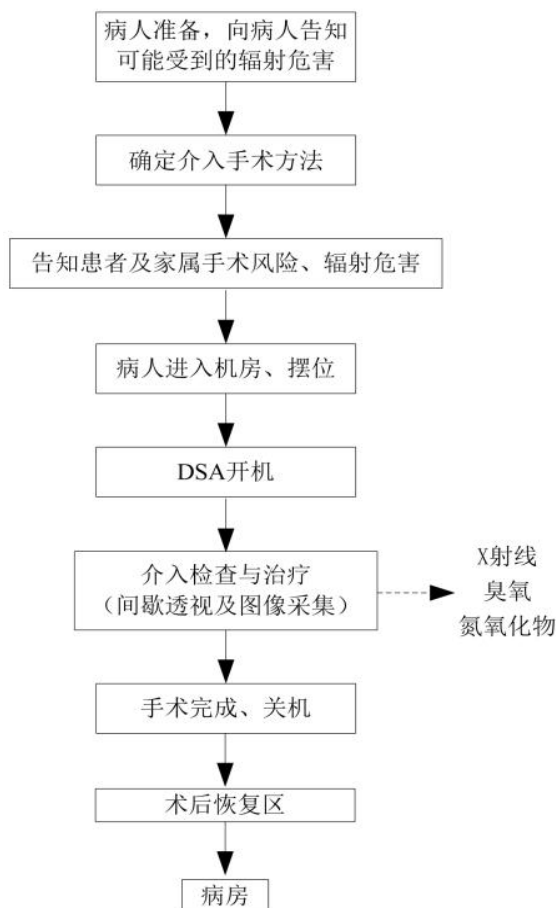 病人准备，向病人告知
可能受到的辐射危害
确定介入手术方法
告知患者及家属手术风险、辐射危害
病人进入机房、摆位
DSA开机
介入检查与治疗
（间歇透视及图像采集）
X射线
臭氧
氮氧化物
手术完成、关机
术后恢复区
病房